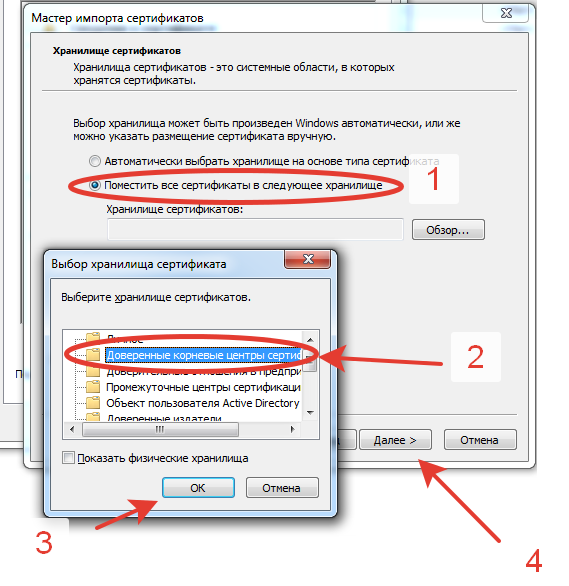 Мастер импорта сертификатов
Хранилище сертификатов
Хранилища сертификатов - это системные области, в которых
хранятся сертификаты.
Выбор хранилища может быть произведен Windows автоматически, или же
можно указать размещение сертификата вручную.
Автоматически выбрать хранилище на основе типа сертификата
Поместить все сертификаты в следующее хранилище
1
Хранилище сертификатов:
Обзор...
Выбор хранилища сертификата
Выберите хранилище сертификатов.
Личное
Доверенные корневые центры серти
2
Доверительные отношения в предпри
Промежуточные центры сертификаци
Объект пользователя Active Directory
Доверенные издатели
Показать физические хранилища
OK
Отмена
Далее >
Отмена
3
4